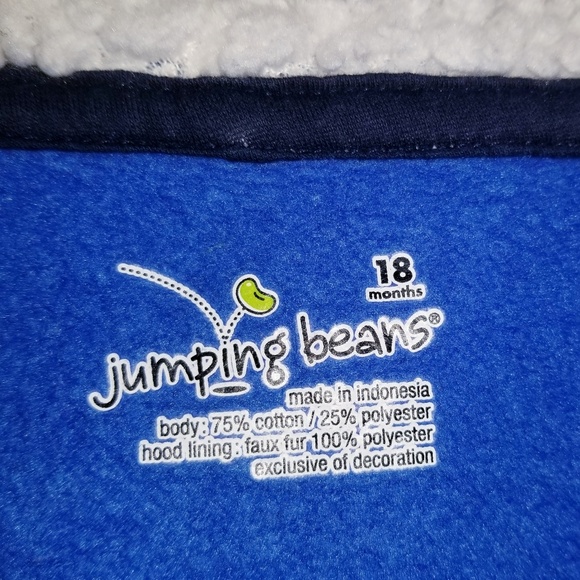 18
months
jumping beans®
made in indonesia
body: 75% cotton / 25% polyester
hood lining: faux fur 100% polyester
exclusive of decoration